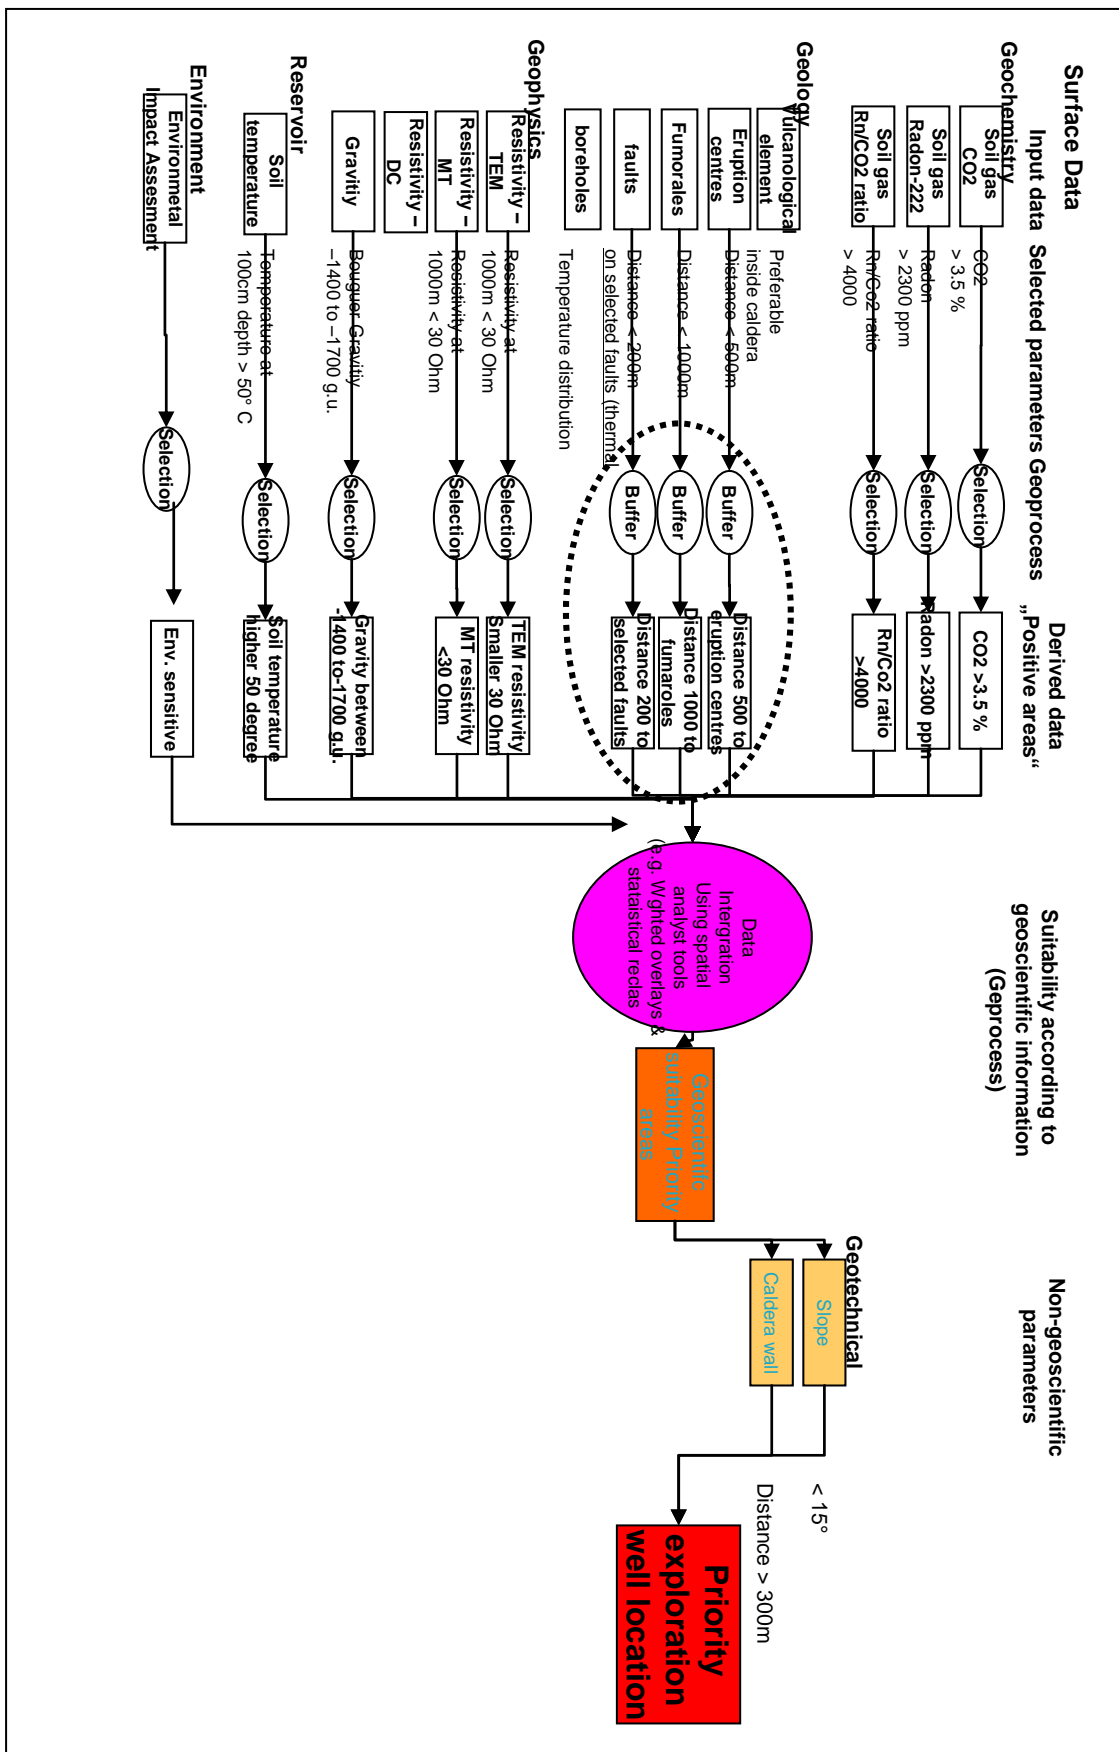 Surface Data
Input data
Selected parameters
Geoprocess
Derived data
„Positive areas“
Suitability according to
geoscientific information
(Geprocess)
Non-geoscientific
parameters
Geochemistry
Soil gas
CO2
CO2
> 3.5 %
Selection
CO2 >3.5 %
Soil gas
Radon-222
Radon
> 2300 ppm
Selection
Radon >2300 ppm
Soil gas
Rn/CO2 ratio
Rn/Co2 ratio
> 4000
Selection
Rn/Co2 ratio
>4000
Geology
Vulcanological
element
Preferable
inside caldera
Eruption
centres
Distance < 500m
Buffer
Distance 500 to
eruption centres
Fumorales
Distance < 1000m
Buffer
Distance 1000 to
fumaroles
faults
Distance < 200m
on selected faults (thermal
Buffer
Distance 200 to
selected faults
boreholes
Temperature distribution
Geophysics
Resistivity –
TEM
Resistivity at
1000m < 30 Ohm
Selection
TEM resistivity
Smaller 30 Ohm
Resistivity –
MT
Resistivity at
1000m < 30 Ohm
Selection
MT resistivity
<30 Ohm
Resistivity –
DC
Gravitiy
Bouguer Gravitiy
–1400 to –1700 g.u.
Selection
Gravity between
-1400 to-1700 g.u.
Reservoir
Soil
temperature
Temperature at
100cm depth > 50° C
Selection
Soil temperature
higher 50 degree
Environment
Environmetal
Impact Assesment
Selection
Env. sensitive
Data
Intergration
Using spatial
analyst tools
(e.g. Wghted overlays &
stataistical reclas
Geoscientifc
suitability Priority
areas
Geotechnical
Slope
< 15°
Caldera wall
Distance > 300m
Priority
exploration
well location